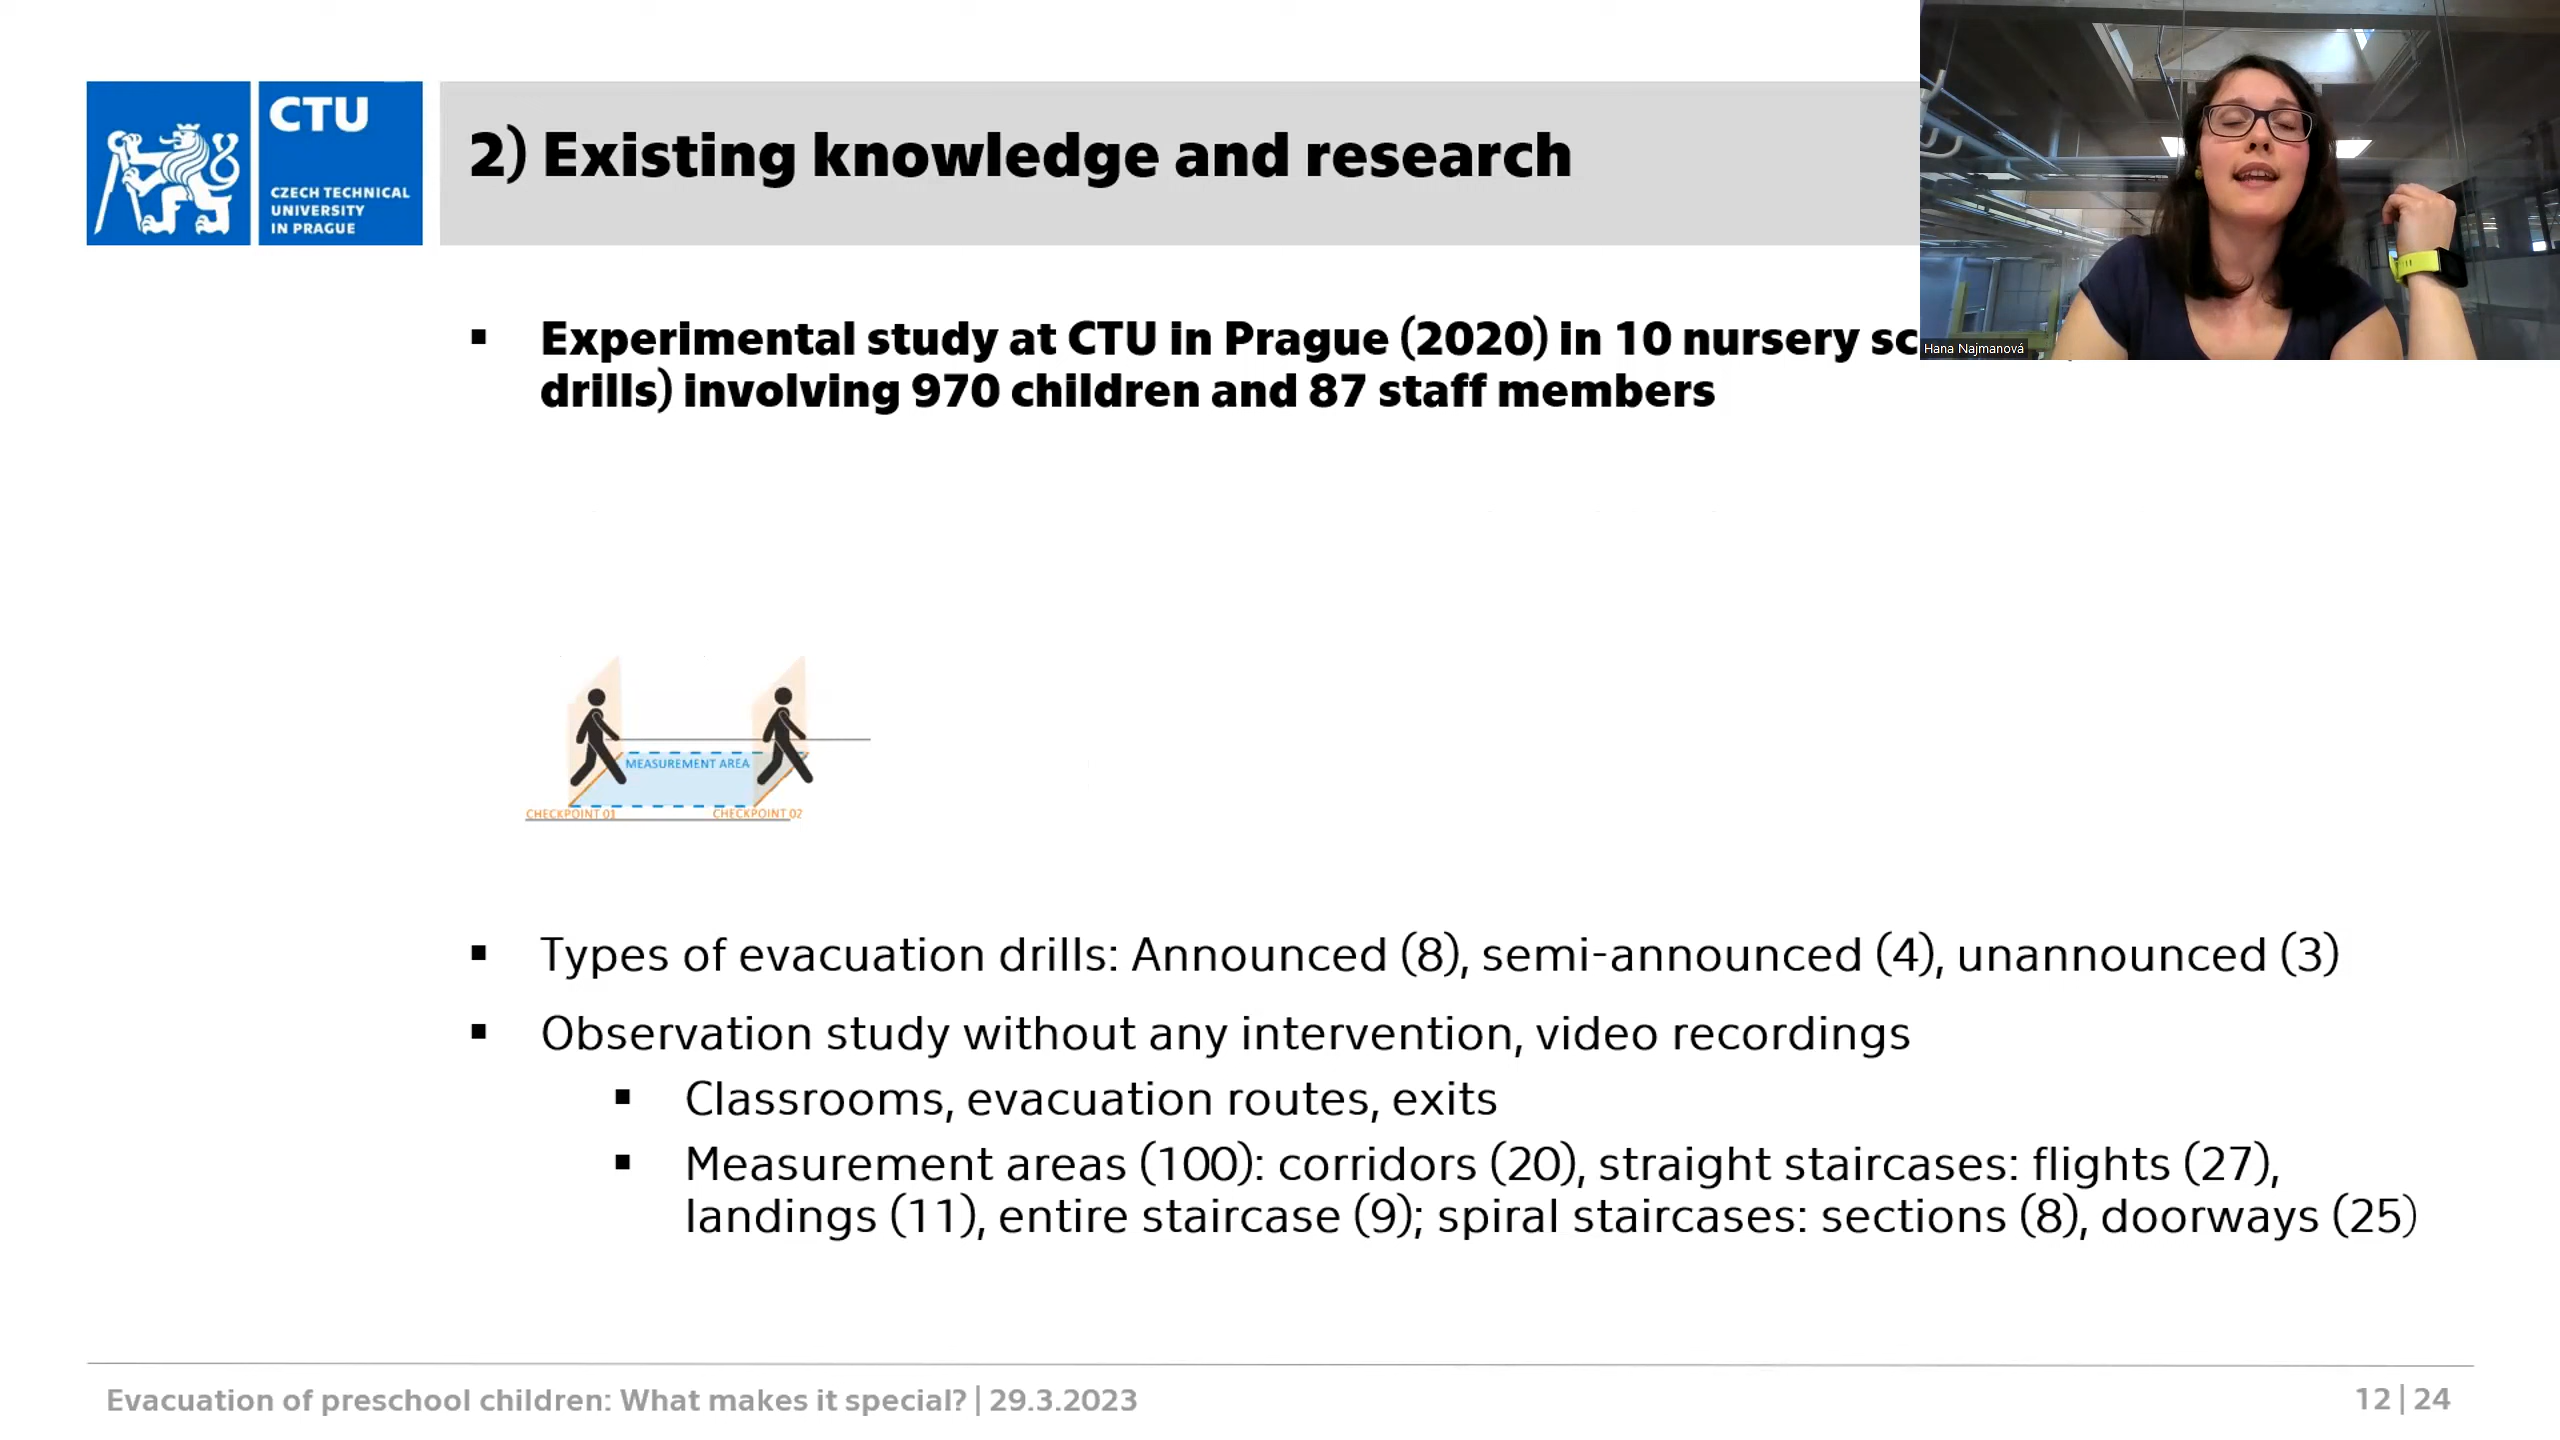 CTU
CZECH TECHNICAL
UNIVERSITY
IN PRAGUE
2) Existing knowledge and research
Hana Najmanová
▪ Experimental study at CTU in Prague (2020) in 10 nursery
drills) involving 970 children and 87 staff members
MEASUREMENT AREA
CHECKPOINT 01 CHECKPOINT 02
▪ Types of evacuation drills: Announced (8), semi-announced (4), unannounced (3)
▪ Observation study without any intervention, video recordings
▪ Classrooms, evacuation routes, exits
▪ Measurement areas (100): corridors (20), straight staircases: flights (27),
landings (11), entire staircase (9); spiral staircases: sections (8), doorways (25)
Evacuation of preschool children: What makes it special? | 29.3.2023
12 | 24